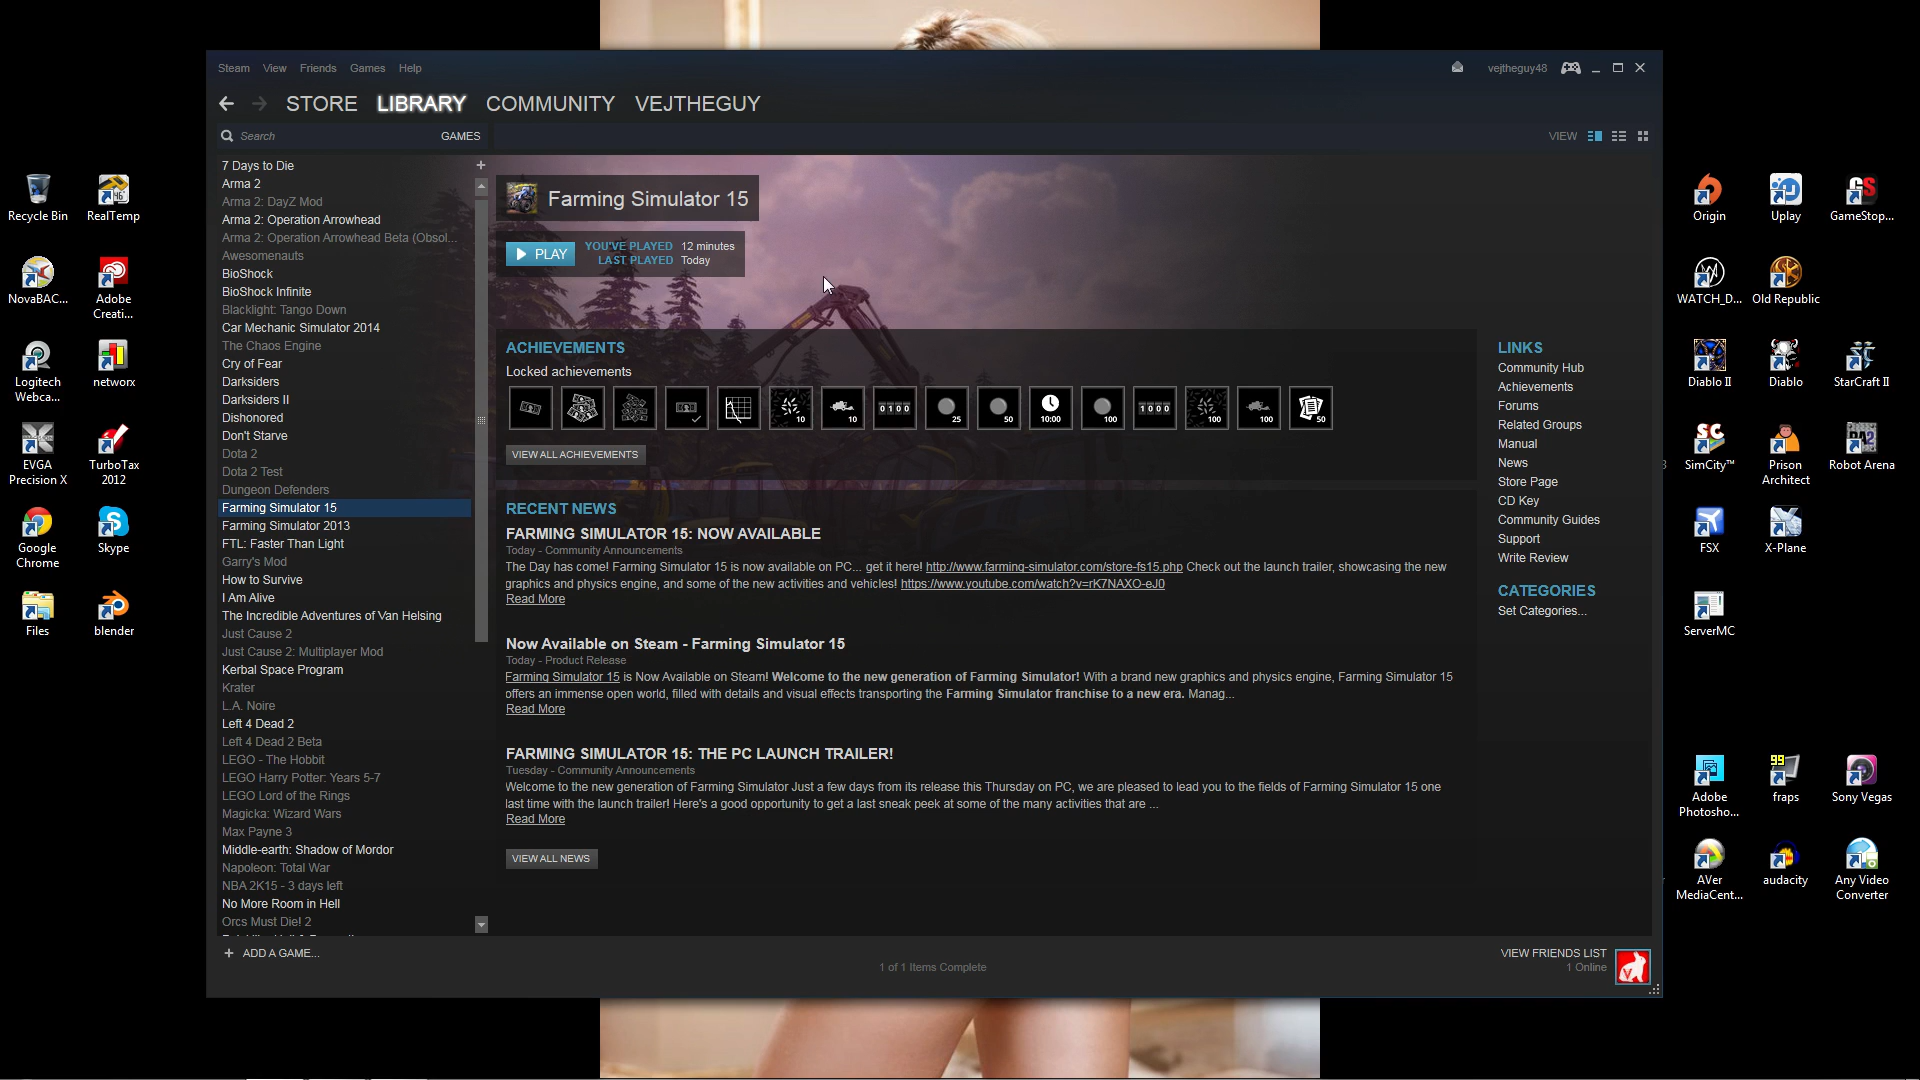 Steam View Friends Games Help
vejtheguy48
STORE LIBRARY COMMUNITY VEJTHEGUY
Search
GAMES
VIEW
7 Days to Die
Arma 2
Arma 2: DayZ Mod
Arma 2: Operation Arrowhead
Arma 2: Operation Arrowhead Beta (Obsol...
Awesomenauts
BioShock
BioShock Infinite
Blacklight: Tango Down
Car Mechanic Simulator 2014
The Chaos Engine
Cry of Fear
Darksiders
Darksiders II
Dishonored
Don't Starve
Dota 2
Dota 2 Test
Dungeon Defenders
Farming Simulator 15
Farming Simulator 2013
FTL: Faster Than Light
Garry's Mod
How to Survive
I Am Alive
The Incredible Adventures of Van Helsing
Just Cause 2
Just Cause 2: Multiplayer Mod
Kerbal Space Program
Krater
L.A. Noire
Left 4 Dead 2
Left 4 Dead 2 Beta
LEGO - The Hobbit
LEGO Harry Potter: Years 5-7
LEGO Lord of the Rings
Magicka: Wizard Wars
Max Payne 3
Middle-earth: Shadow of Mordor
Napoleon: Total War
NBA 2K15 - 3 days left
No More Room in Hell
Orcs Must Die! 2
ADD A GAME...
Farming Simulator 15
PLAY
YOU'VE PLAYED 12 minutes
LAST PLAYED Today
ACHIEVEMENTS
Locked achievements
10
10
0100
25
50
10:00
100
1000
100
100
50
VIEW ALL ACHIEVEMENTS
RECENT NEWS
FARMING SIMULATOR 15: NOW AVAILABLE
Today - Community Announcements
The Day has come! Farming Simulator 15 is now available on PC... get it here! http://www.farming-simulator.com/store-fs15.php Check out the launch trailer, showcasing the new
graphics and physics engine, and some of the new activities and vehicles! https://www.youtube.com/watch?v=rK7NAXO-eJ0
Read More
Now Available on Steam - Farming Simulator 15
Today - Product Release
Farming Simulator 15 is Now Available on Steam! Welcome to the new generation of Farming Simulator! With a brand new graphics and physics engine, Farming Simulator 15
offers an immense open world, filled with details and visual effects transporting the Farming Simulator franchise to a new era. Manag...
Read More
FARMING SIMULATOR 15: THE PC LAUNCH TRAILER!
Tuesday - Community Announcements
Welcome to the new generation of Farming Simulator Just a few days from its release this Thursday on PC, we are pleased to lead you to the fields of Farming Simulator 15 one
last time with the launch trailer! Here's a good opportunity to get a last sneak peek at some of the many activities that are ...
Read More
VIEW ALL NEWS
LINKS
Community Hub
Achievements
Forums
Related Groups
Manual
News
Store Page
CD Key
Community Guides
Support
Write Review
CATEGORIES
Set Categories...
1 of 1 Items Complete
VIEW FRIENDS LIST
1 Online
Recycle Bin
RealTemp
NovaBAC...
Adobe
Creati...
Logitech
Webca...
networx
EVGA
Precision X
TurboTax
2012
Google
Chrome
Skype
Files
blender
Origin
Uplay
GameStop...
WATCH_D...
Old Republic
Diablo II
Diablo
StarCraft II
SimCity™
Prison
Architect
Robot Arena
FSX
X-Plane
ServerMC
Adobe
Photosho...
fraps
Sony Vegas
AVer
MediaCent...
audacity
Any Video
Converter